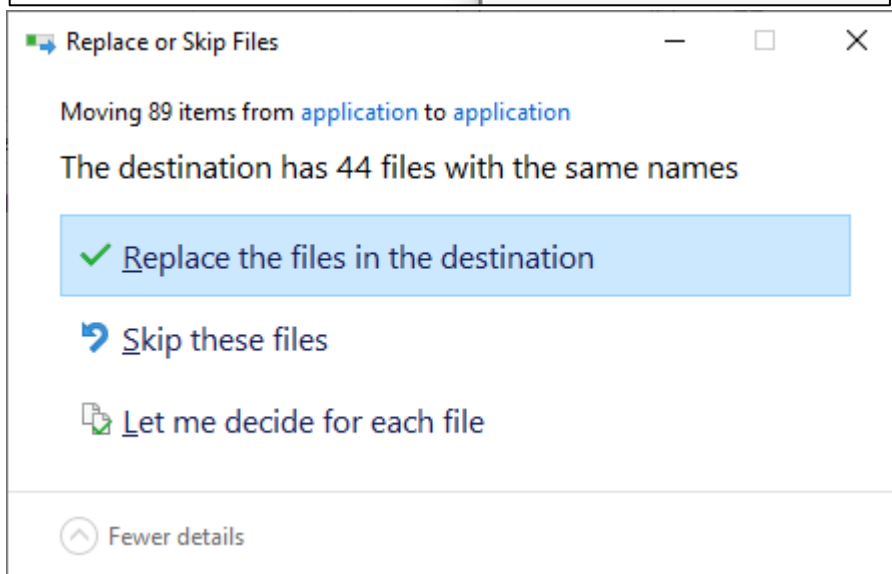 Replace or Skip Files
Moving 89 items from application to application
The destination has 44 files with the same names
Replace the files in the destination
Skip these files
Let me decide for each file
Fewer details